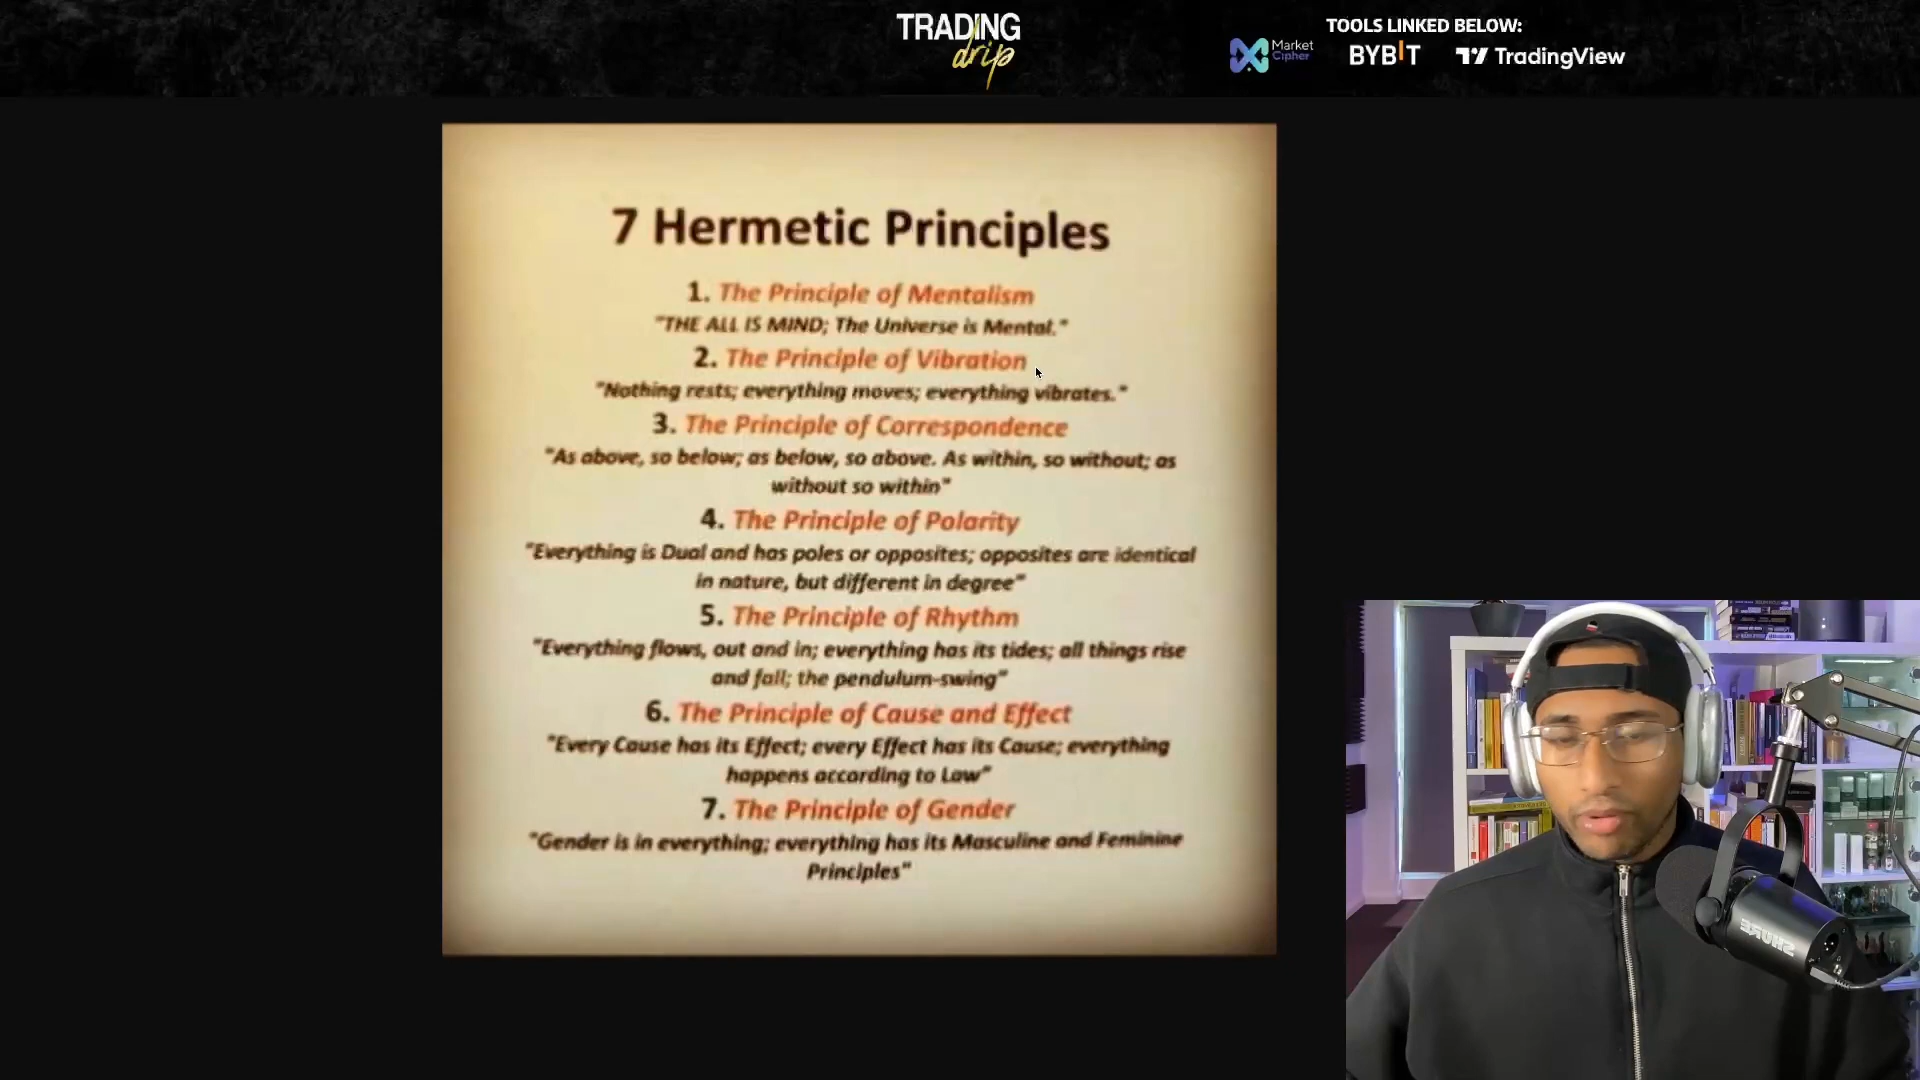 TRADING
drip
TOOLS LINKED BELOW:
Market
Cipher
BYBIT
TradingView
7 Hermetic Principles
1. The Principle of Mentalism
"THE ALL IS MIND; The Universe is Mental."
2. The Principle of Vibration
"Nothing rests; everything moves; everything vibrates."
3. The Principle of Correspondence
"As above, so below; as below, so above. As within, so without; as
without so within"
4. The Principle of Polarity
"Everything is Dual and has poles or opposites; opposites are identical
in nature, but different in degree"
5. The Principle of Rhythm
"Everything flows, out and in; everything has its tides; all things rise
and fall; the pendulum-swing"
6. The Principle of Cause and Effect
"Every Cause has its Effect; every Effect has its Cause; everything
happens according to Law"
7. The Principle of Gender
"Gender is in everything; everything has its Masculine and Feminine
Principles"
SHURE